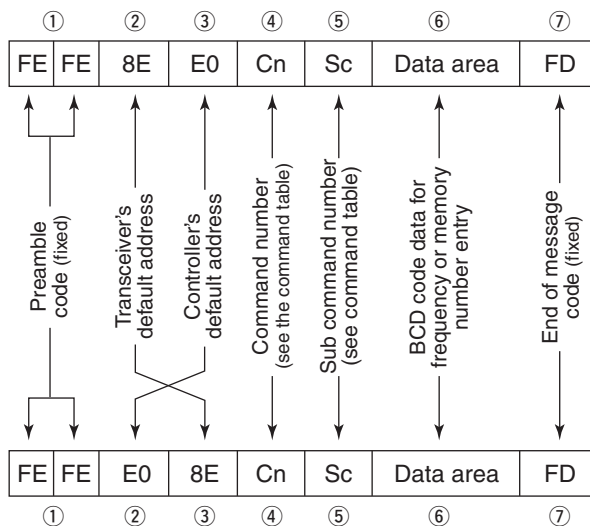 ① ② ③ ④ ⑤ ⑥ ⑦
FE FE 8E E0 Cn Sc Data area FD
Preamble
code (fixed)
Transceiver's
default address
Controller's
default address
Command number
(see the command table)
Sub command number
(see command table)
BCD code data for
frequency or memory
number entry
End of message
code (fixed)
FE FE E0 8E Cn Sc Data area FD
① ② ③ ④ ⑤ ⑥ ⑦